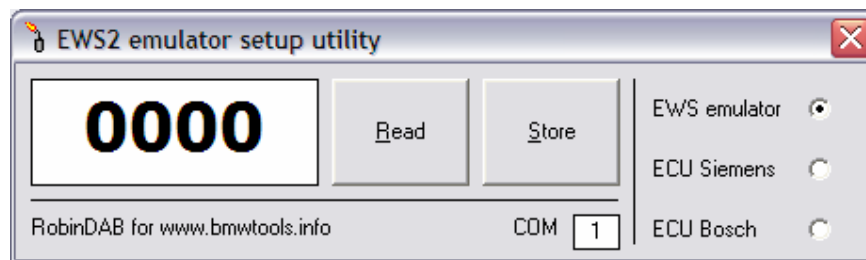 EWS2 emulator setup utility
0000
Read
Store
EWS emulator
ECU Siemens
ECU Bosch
RobinDAB for www.bmwtools.info
COM 1